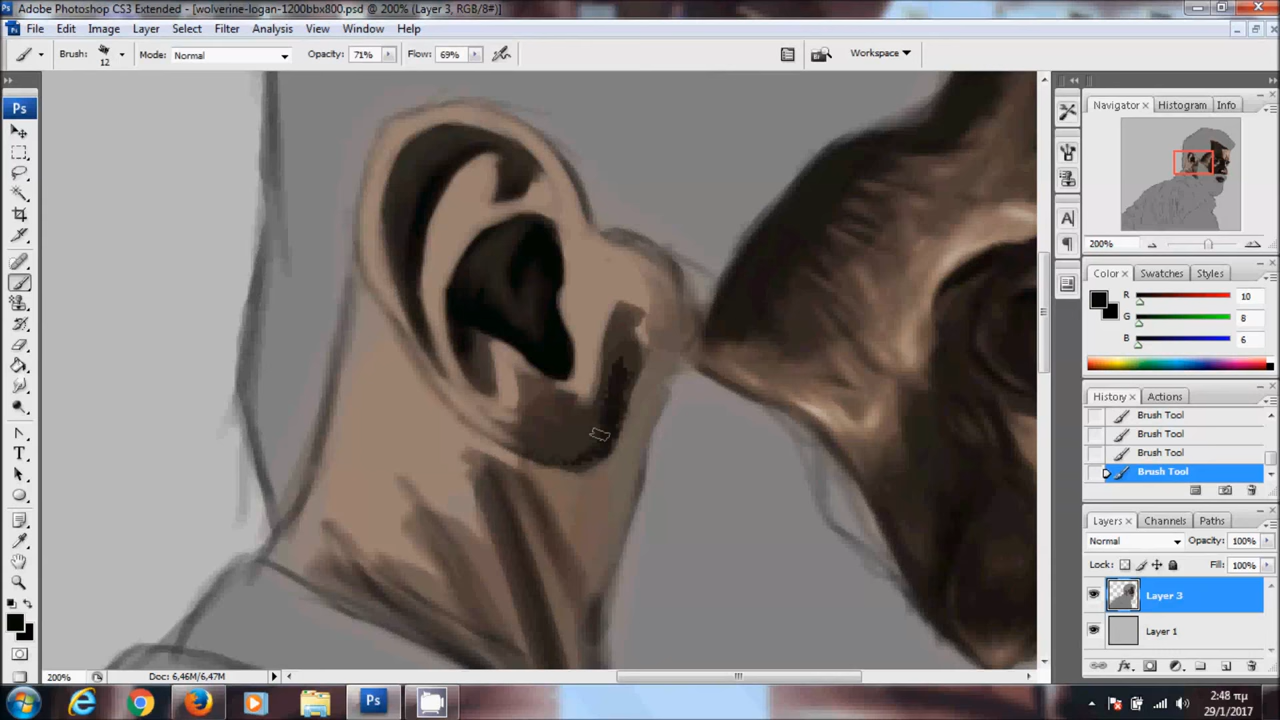 Adobe Photoshop CS3 Extended - [wolverine-logan-1200bbx800.psd @ 200% (Layer 3, RGB/8#)]
File Edit Image Layer Select Filter Analysis View Window Help
Brush: 12 Mode: Normal Opacity: 71% Flow: 69% Workspace
Ps
Navigator Histogram Info
200%
Color Swatches Styles
R 10
G 8
B 6
History Actions
Brush Tool
Brush Tool
Brush Tool
Brush Tool
Layers Channels Paths
Normal Opacity: 100%
Lock: Fill: 100%
Layer 3
Layer 1
200% Doc: 6,46M/6,47M
Ps
2:48 πμ
29/1/2017